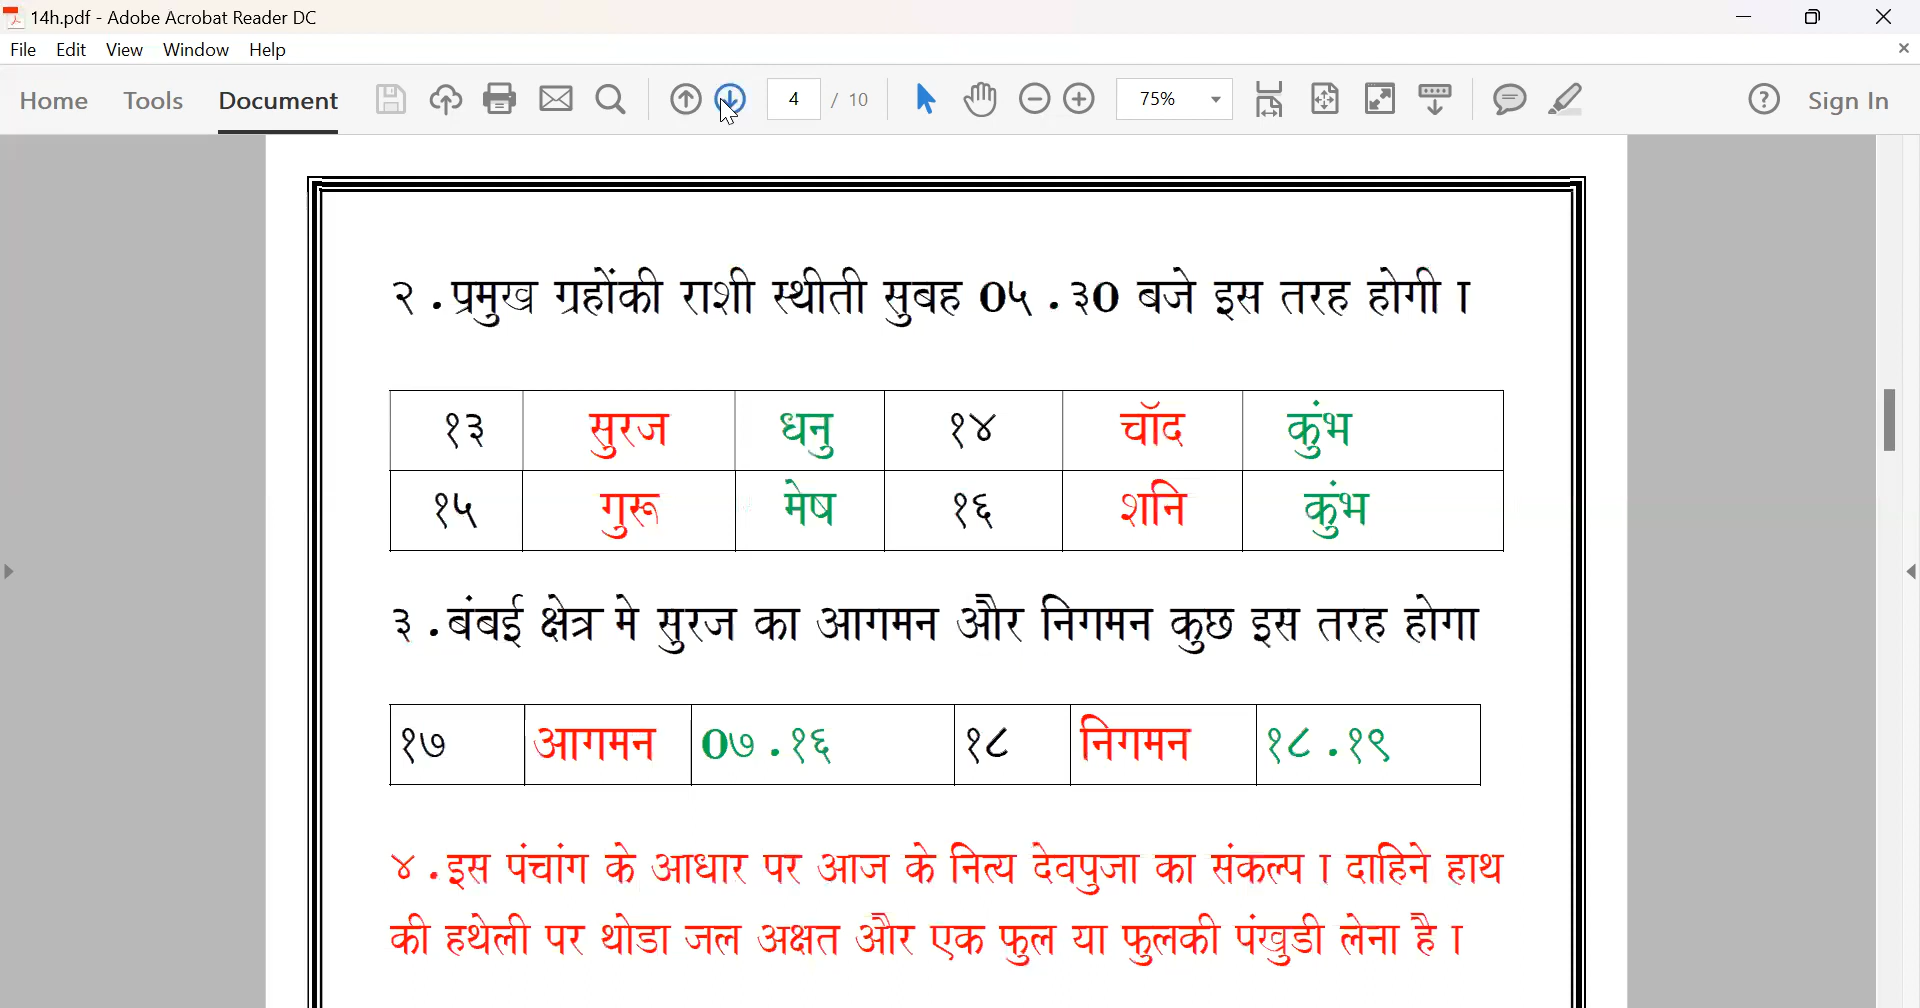 14h.pdf - Adobe Acrobat Reader DC
File Edit View Window Help
Home Tools Document 4 / 10 75% Sign In
२.प्रमुख ग्रहोंकी राशी स्थीती सुबह 0५.३0 बजे इस तरह होगी ।
१३ सुरज धनु १४ चॉंद कुंभ
१५ गुरू मेष १६ शनि कुंभ
३.बंबई क्षेत्र मे सुरज का आगमन और निगमन कुछ इस तरह होगा
१७ आगमन 0७.१६ १८ निगमन १८.१९
४.इस पंचांग के आधार पर आज के नित्य देवपुजा का संकल्प । दाहिने हाथ
की हथेली पर थोडा जल अक्षत और एक फुल या फुलकी पंखुडी लेना है ।